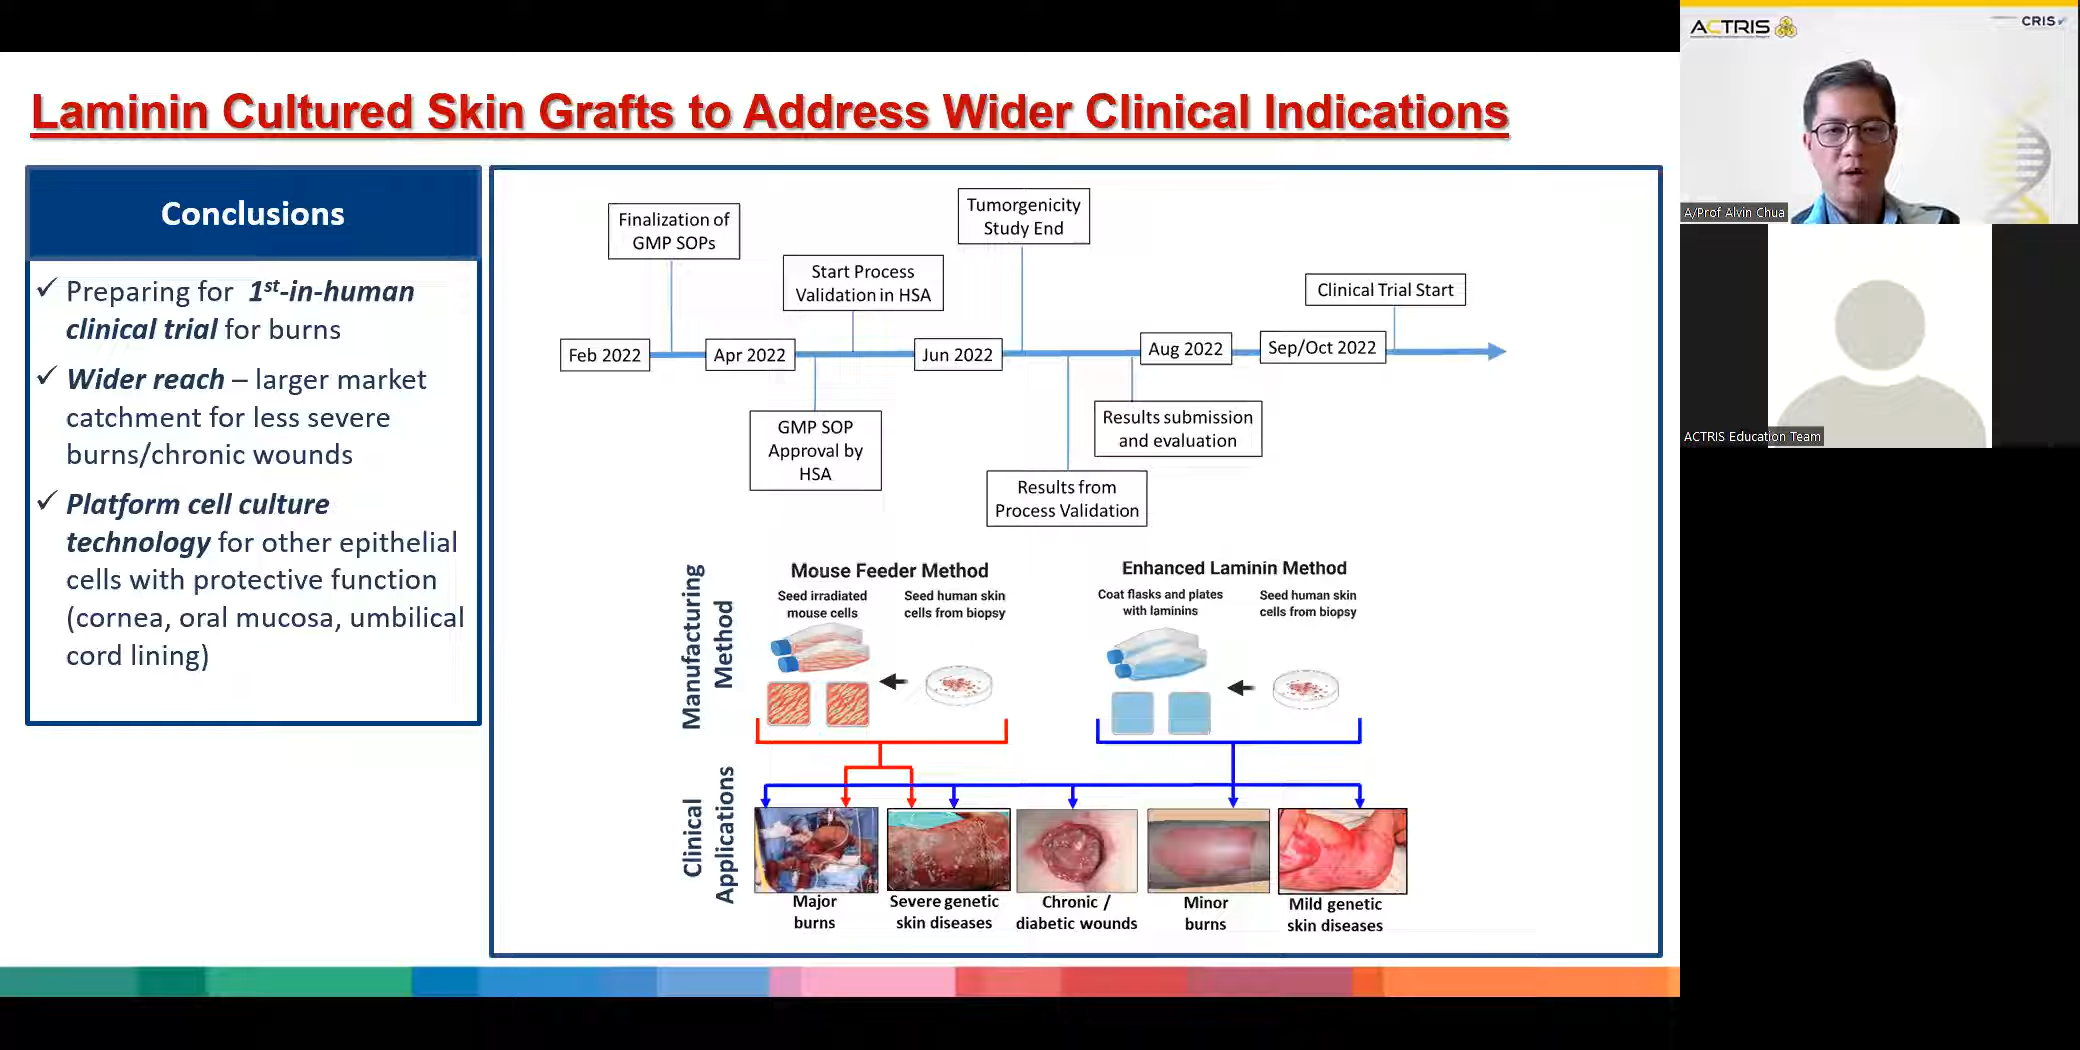 Laminin Cultured Skin Grafts to Address Wider Clinical Indications
Conclusions
✓ Preparing for 1st-in-human
clinical trial for burns
✓ Wider reach – larger market
catchment for less severe
burns/chronic wounds
✓ Platform cell culture
technology for other epithelial
cells with protective function
(cornea, oral mucosa, umbilical
cord lining)
Finalization of
GMP SOPs
Start Process
Validation in HSA
Tumorgenicity
Study End
Clinical Trial Start
Feb 2022
Apr 2022
Jun 2022
Aug 2022
Sep/Oct 2022
GMP SOP
Approval by
HSA
Results from
Process Validation
Results submission
and evaluation
Manufacturing
Method
Mouse Feeder Method
Seed irradiated
mouse cells
Seed human skin
cells from biopsy
Enhanced Laminin Method
Coat flasks and plates
with laminins
Seed human skin
cells from biopsy
Clinical
Applications
Major
burns
Severe genetic
skin diseases
Chronic /
diabetic wounds
Minor
burns
Mild genetic
skin diseases
ACTRIS
CRIS
A/Prof Alvin Chua
ACTRIS Education Team